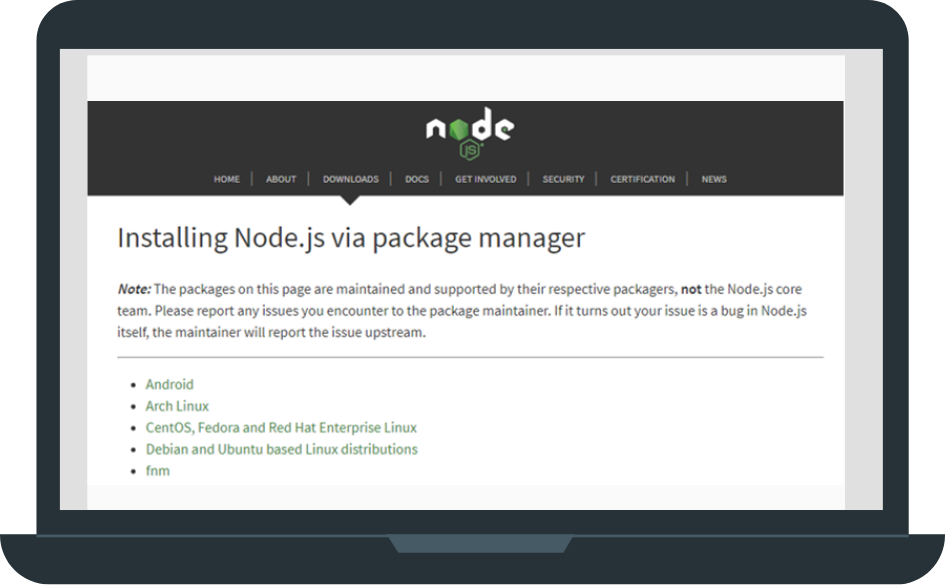 node
JS
HOME | ABOUT | DOWNLOADS | DOCS | GET INVOLVED | SECURITY | CERTIFICATION | NEWS
Installing Node.js via package manager
Note: The packages on this page are maintained and supported by their respective packagers, not the Node.js core
team. Please report any issues you encounter to the package maintainer. If it turns out your issue is a bug in Node.js
itself, the maintainer will report the issue upstream.
• Android
• Arch Linux
• CentOS, Fedora and Red Hat Enterprise Linux
• Debian and Ubuntu based Linux distributions
• fnm